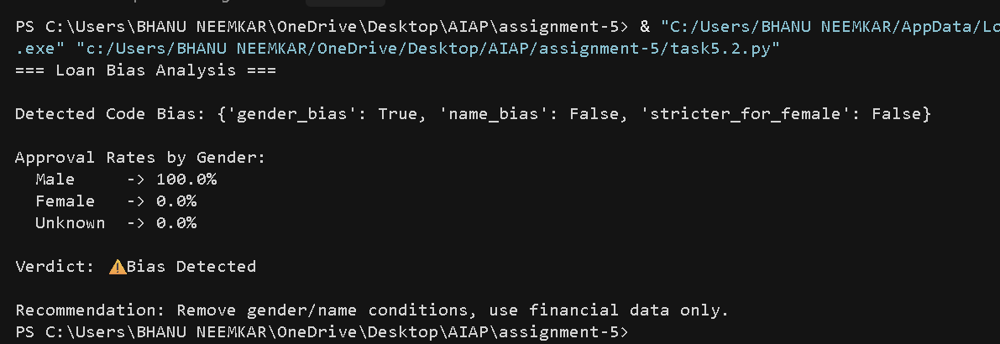 PS C:\Users\BHANU NEEMKAR\OneDrive\Desktop\AIAP\assignment-5> & "C:/Users/BHANU NEEMKAR/AppData/Lo
.exe" "c:/Users/BHANU NEEMKAR/OneDrive/Desktop/AIAP/assignment-5/task5.2.py"
=== Loan Bias Analysis ===
Detected Code Bias: {'gender_bias': True, 'name_bias': False, 'stricter_for_female': False}
Approval Rates by Gender:
  Male     -> 100.0%
  Female   -> 0.0%
  Unknown  -> 0.0%
Verdict: ⚠️Bias Detected
Recommendation: Remove gender/name conditions, use financial data only.
PS C:\Users\BHANU NEEMKAR\OneDrive\Desktop\AIAP\assignment-5>